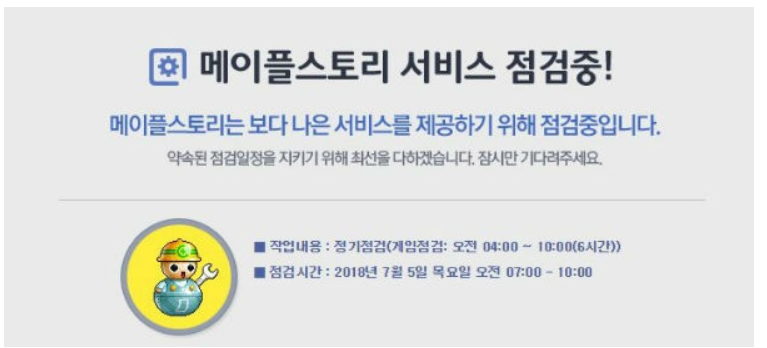 메이플스토리 서비스 점검중!
메이플스토리는 보다 나은 서비스를 제공하기 위해 점검중입니다.
약속된 점검일정을 지키기 위해 최선을 다하겠습니다. 잠시만 기다려주세요.
■ 작업내용 : 정기점검(게임점검: 오전 04:00 ~ 10:00(6시간))
■ 점검시간 : 2018년 7월 5일 목요일 오전 07:00 - 10:00